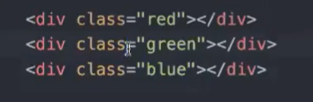 <div class="red"></div>
<div class="green"></div>
<div class="blue"></div>